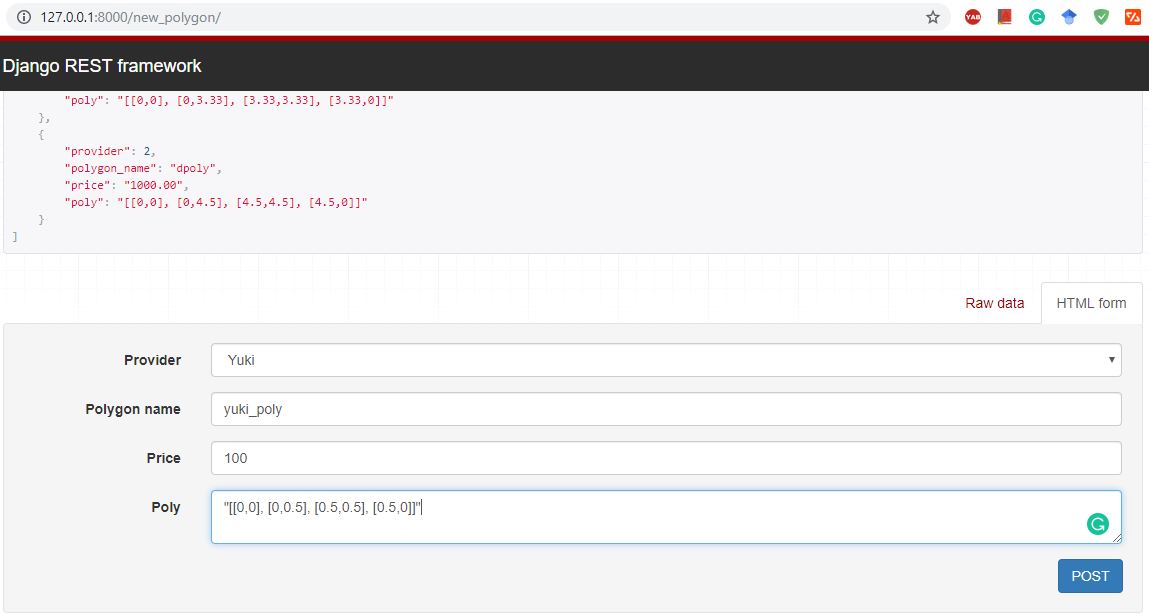 127.0.0.1:8000/new_polygon/
YAB
Django REST framework
"poly": "[[0,0], [0,3.33], [3.33,3.33], [3.33,0]]"
},
{
"provider": 2,
"polygon_name": "dpoly",
"price": "1000.00",
"poly": "[[0,0], [0,4.5], [4.5,4.5], [4.5,0]]"
}
]
Raw data HTML form
Provider Yuki
Polygon name yuki_poly
Price 100
Poly "[[0,0], [0,0.5], [0.5,0.5], [0.5,0]]"
POST